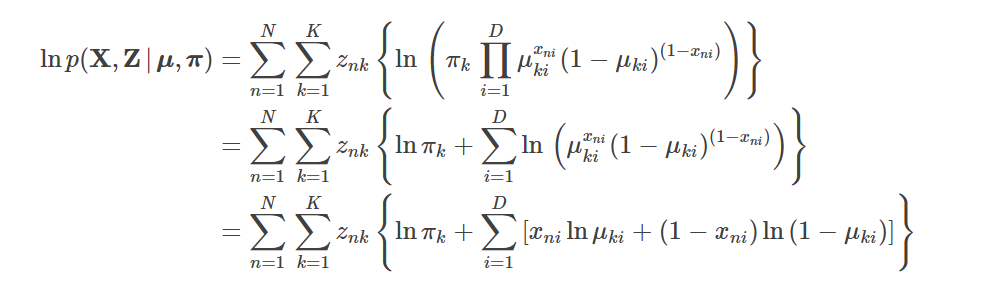 $\ln p(\mathbf{X}, \mathbf{Z} \,|\, \boldsymbol{\mu}, \boldsymbol{\pi}) = \sum_{n=1}^{N} \sum_{k=1}^{K} z_{nk} \left\{ \ln \left( \pi_k \prod_{i=1}^{D} \mu_{ki}^{x_{ni}} (1 - \mu_{ki})^{(1 - x_{ni})} \right) \right\}$
$= \sum_{n=1}^{N} \sum_{k=1}^{K} z_{nk} \left\{ \ln \pi_k + \sum_{i=1}^{D} \ln \left( \mu_{ki}^{x_{ni}} (1 - \mu_{ki})^{(1 - x_{ni})} \right) \right\}$
$= \sum_{n=1}^{N} \sum_{k=1}^{K} z_{nk} \left\{ \ln \pi_k + \sum_{i=1}^{D} \left[ x_{ni} \ln \mu_{ki} + (1 - x_{ni}) \ln (1 - \mu_{ki}) \right] \right\}$